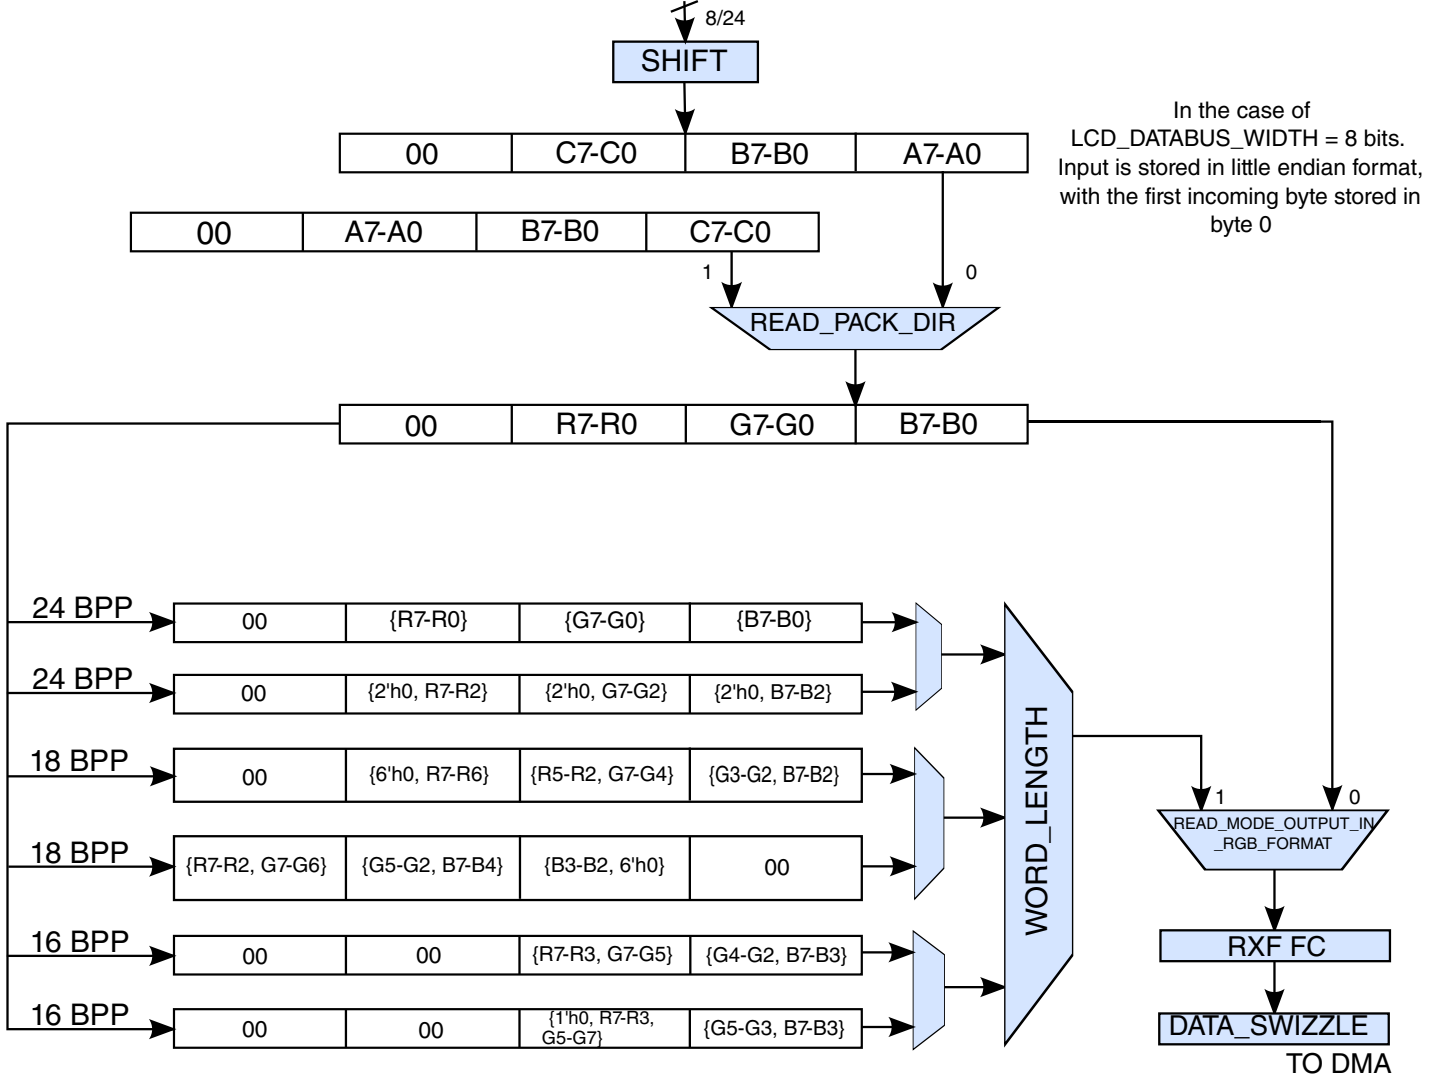 8/24
SHIFT
In the case of
LCD_DATABUS_WIDTH = 8 bits.
Input is stored in little endian format,
with the first incoming byte stored in
byte 0
00 C7-C0 B7-B0 A7-A0
00 A7-A0 B7-B0 C7-C0
1 0
READ_PACK_DIR
00 R7-R0 G7-G0 B7-B0
24 BPP 00 {R7-R0} {G7-G0} {B7-B0}
24 BPP 00 {2'h0, R7-R2} {2'h0, G7-G2} {2'h0, B7-B2}
18 BPP 00 {6'h0, R7-R6} {R5-R2, G7-G4} {G3-G2, B7-B2}
18 BPP {R7-R2, G7-G6} {G5-G2, B7-B4} {B3-B2, 6'h0} 00
16 BPP 00 00 {R7-R3, G7-G5} {G4-G2, B7-B3}
16 BPP 00 00 {1'h0, R7-R3,
G5-G7} {G5-G3, B7-B3}
WORD_LENGTH
1 0
READ_MODE_OUTPUT_IN
_RGB_FORMAT
RXF FC
DATA_SWIZZLE
TO DMA